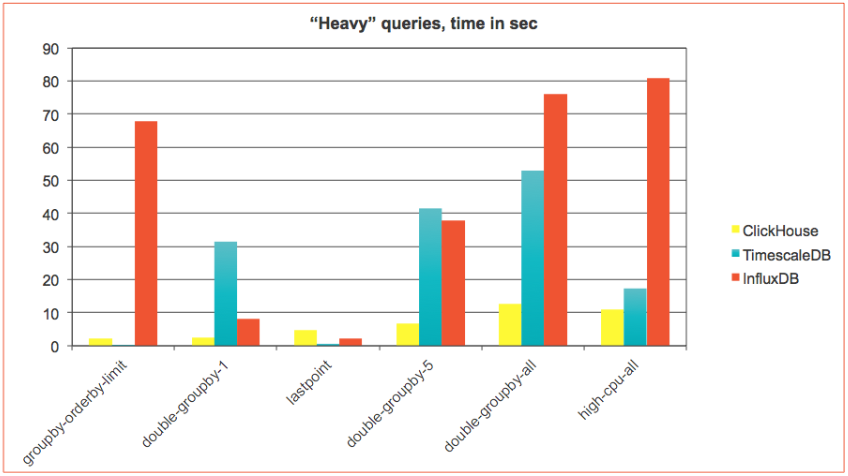 “Heavy” queries, time in sec
90
80
70
60
50
40
30
20
10
0
groupby-orderby-limit
double-groupby-1
lastpoint
double-groupby-5
double-groupby-all
high-cpu-all
ClickHouse
TimescaleDB
InfluxDB